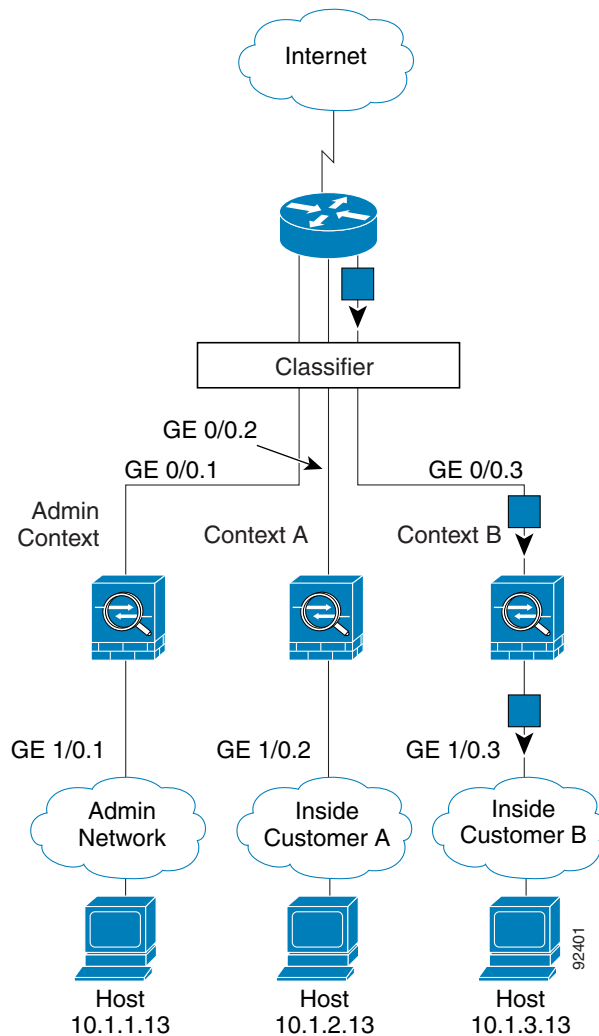 Internet
Classifier
GE 0/0.2
GE 0/0.1
GE 0/0.3
Admin
Context
Context A
Context B
GE 1/0.1
GE 1/0.2
GE 1/0.3
Admin
Network
Inside
Customer A
Inside
Customer B
92401
Host
10.1.1.13
Host
10.1.2.13
Host
10.1.3.13